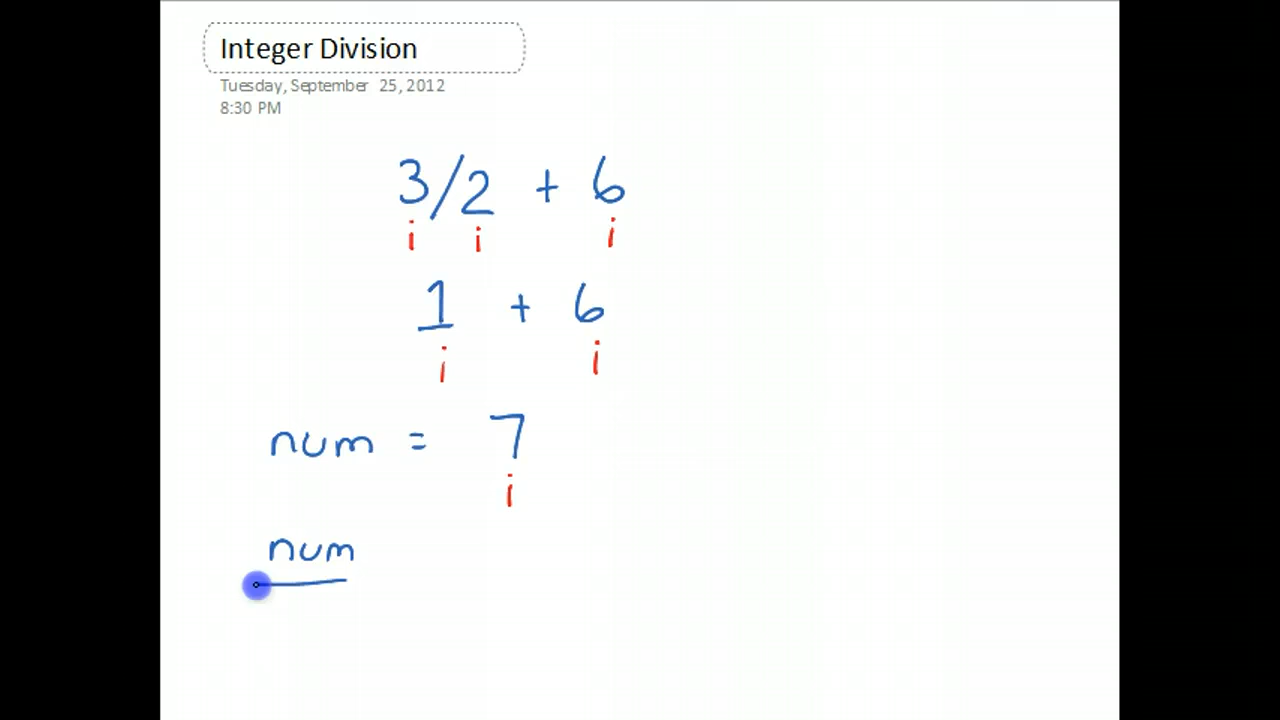 Integer Division
Tuesday, September 25, 2012
8:30 PM
3/2 + 6
i i i
1 + 6
i i
num = 7
i
num